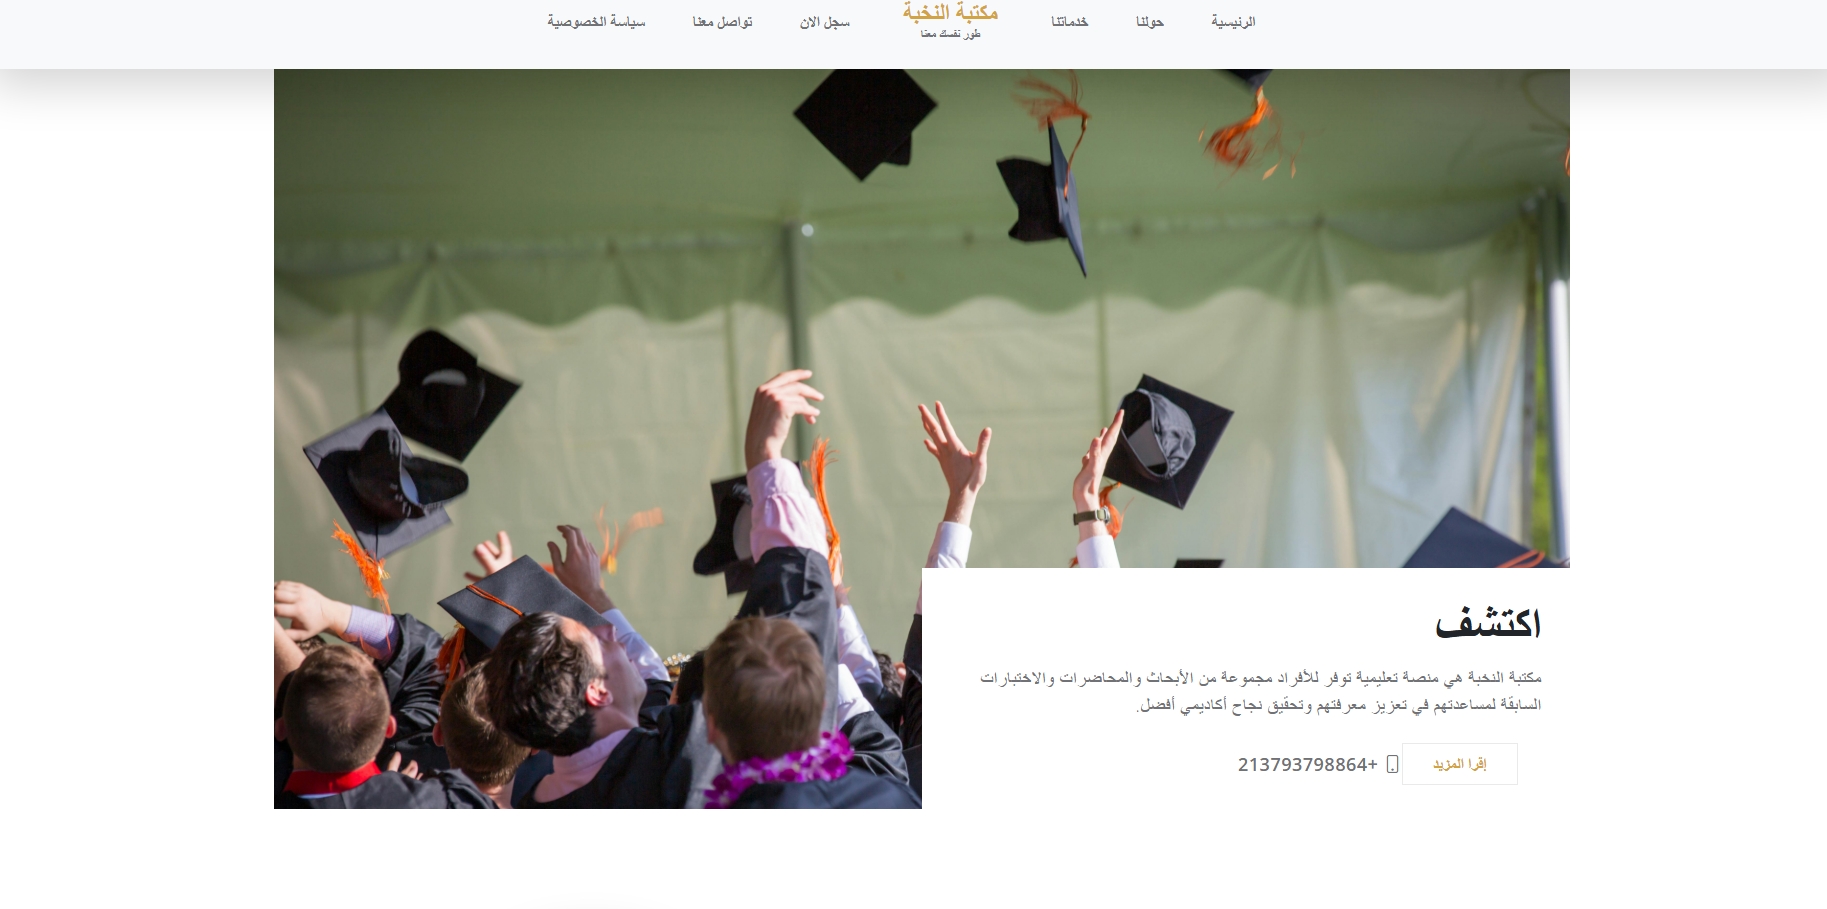 الرئيسية
حولنا
خدماتنا
مكتبة النخبة
طور نفسك معنا
سجل الان
تواصل معنا
سياسة الخصوصية
اكتشف
مكتبة النخبة هي منصة تعليمية توفر للأفراد مجموعة من الأبحاث والمحاضرات والاختبارات
السابقة لمساعدتهم في تعزيز معرفتهم وتحقيق نجاح أكاديمي أفضل.
إقرا المزيد
213793798864+